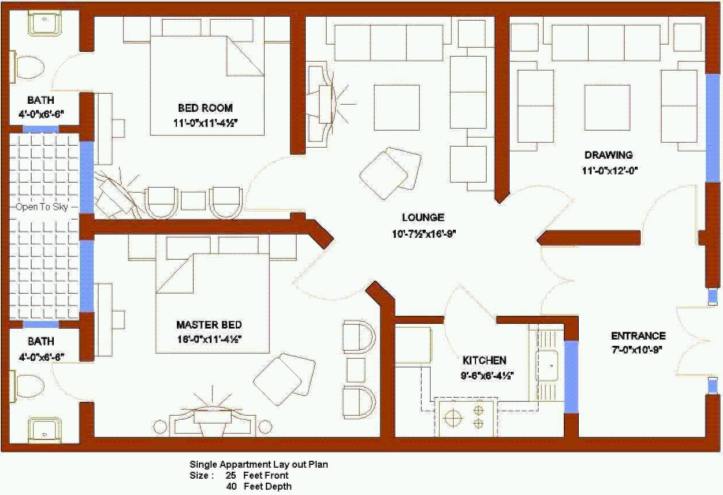 BATH
4'-0"x6'-6"
BED ROOM
11'-0"x11'-4½"
DRAWING
11'-0"x12'-0"
Open To Sky
LOUNGE
10'-7½"x16'-9"
MASTER BED
16'-0"x11'-4½"
BATH
4'-0"x6'-6"
KITCHEN
9'-6"x6'-4½"
ENTRANCE
7'-0"x10'-9"
Single Appartment Lay out Plan
Size : 25 Feet Front
40 Feet Depth